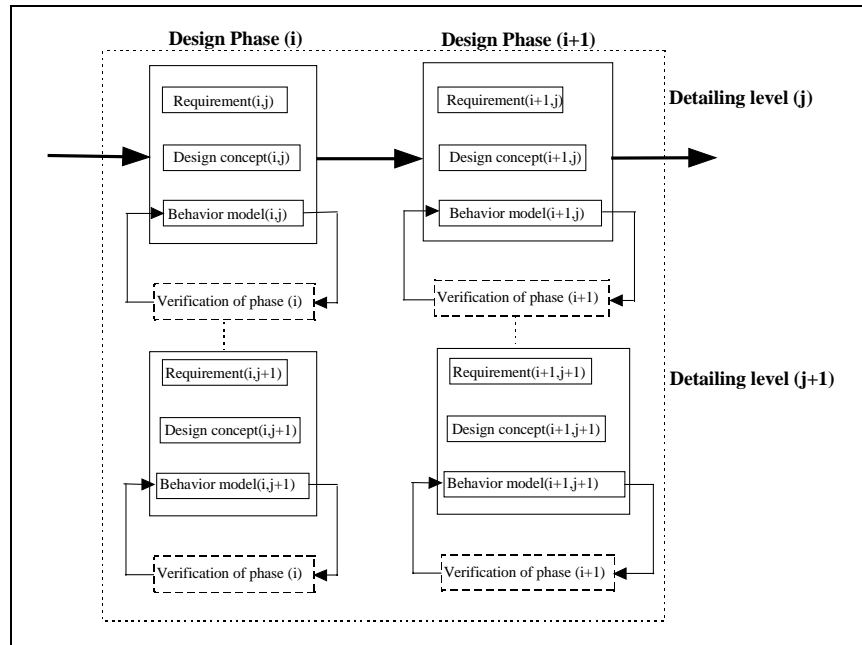 Design Phase (i)
Design Phase (i+1)
Detailing level (j)
Requirement(i,j)
Requirement(i+1,j)
Design concept(i,j)
Design concept(i+1,j)
Behavior model(i,j)
Behavior model(i+1,j)
Verification of phase (i)
Verification of phase (i+1)
Detailing level (j+1)
Requirement(i,j+1)
Requirement(i+1,j+1)
Design concept(i,j+1)
Design concept(i+1,j+1)
Behavior model(i,j+1)
Behavior model(i+1,j+1)
Verification of phase (i)
Verification of phase (i+1)